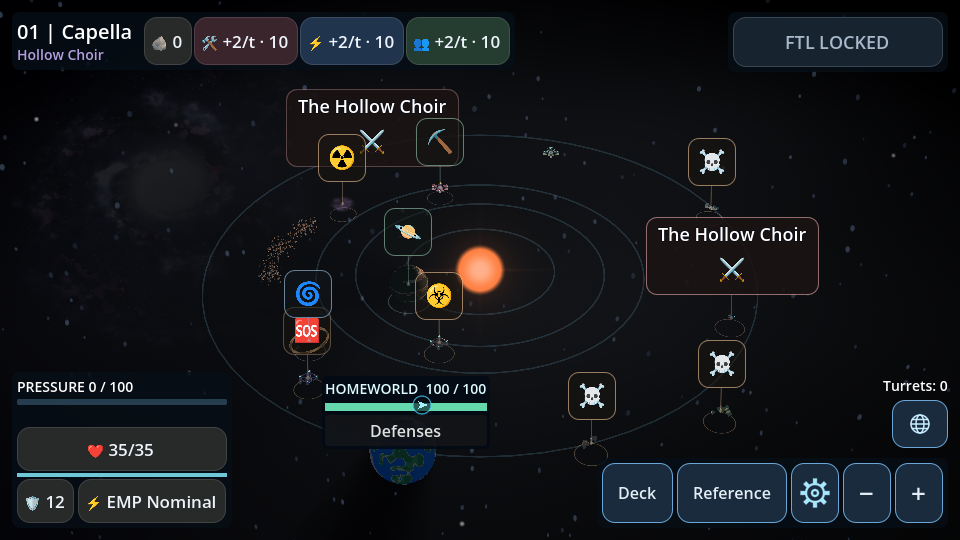 01 | Capella
Hollow Choir
0
+2/t · 10
+2/t · 10
+2/t · 10
FTL LOCKED
The Hollow Choir
The Hollow Choir
SOS
PRESSURE 0 / 100
HOMEWORLD 100 / 100
Defenses
35/35
12
EMP Nominal
Turrets: 0
Deck
Reference
−
+